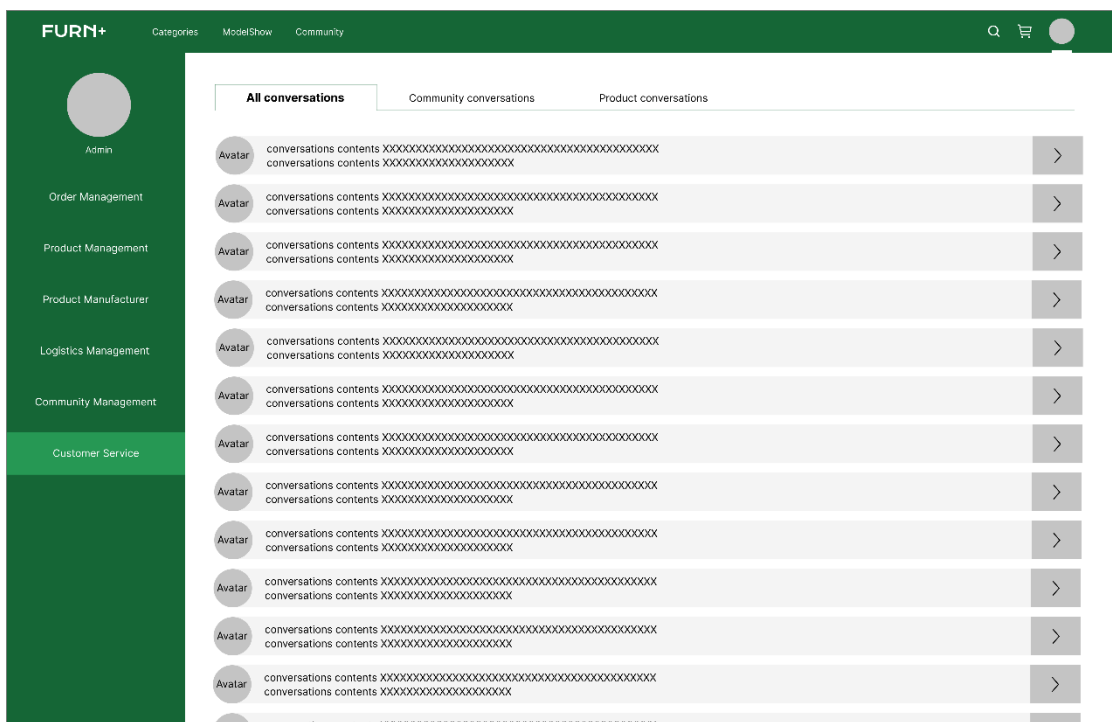 FURN+
Categories
ModelShow
Community
Admin
Order Management
Product Management
Product Manufacturer
Logistics Management
Community Management
Customer Service
All conversations
Community conversations
Product conversations
Avatar
conversations contents XXXXXXXXXXXXXXXXXXXXXXXXXXXXXXXXXXXXXXXXXX
conversations contents XXXXXXXXXXXXXXXXXXXX
Avatar
conversations contents XXXXXXXXXXXXXXXXXXXXXXXXXXXXXXXXXXXXXXXXXX
conversations contents XXXXXXXXXXXXXXXXXXXX
Avatar
conversations contents XXXXXXXXXXXXXXXXXXXXXXXXXXXXXXXXXXXXXXXXXX
conversations contents XXXXXXXXXXXXXXXXXXXX
Avatar
conversations contents XXXXXXXXXXXXXXXXXXXXXXXXXXXXXXXXXXXXXXXXXX
conversations contents XXXXXXXXXXXXXXXXXXXX
Avatar
conversations contents XXXXXXXXXXXXXXXXXXXXXXXXXXXXXXXXXXXXXXXXXX
conversations contents XXXXXXXXXXXXXXXXXXXX
Avatar
conversations contents XXXXXXXXXXXXXXXXXXXXXXXXXXXXXXXXXXXXXXXXXX
conversations contents XXXXXXXXXXXXXXXXXXXX
Avatar
conversations contents XXXXXXXXXXXXXXXXXXXXXXXXXXXXXXXXXXXXXXXXXX
conversations contents XXXXXXXXXXXXXXXXXXXX
Avatar
conversations contents XXXXXXXXXXXXXXXXXXXXXXXXXXXXXXXXXXXXXXXXXX
conversations contents XXXXXXXXXXXXXXXXXXXX
Avatar
conversations contents XXXXXXXXXXXXXXXXXXXXXXXXXXXXXXXXXXXXXXXXXX
conversations contents XXXXXXXXXXXXXXXXXXXX
Avatar
conversations contents XXXXXXXXXXXXXXXXXXXXXXXXXXXXXXXXXXXXXXXXXX
conversations contents XXXXXXXXXXXXXXXXXXXX
Avatar
conversations contents XXXXXXXXXXXXXXXXXXXXXXXXXXXXXXXXXXXXXXXXXX
conversations contents XXXXXXXXXXXXXXXXXXXX
Avatar
conversations contents XXXXXXXXXXXXXXXXXXXXXXXXXXXXXXXXXXXXXXXXXX
conversations contents XXXXXXXXXXXXXXXXXXXX